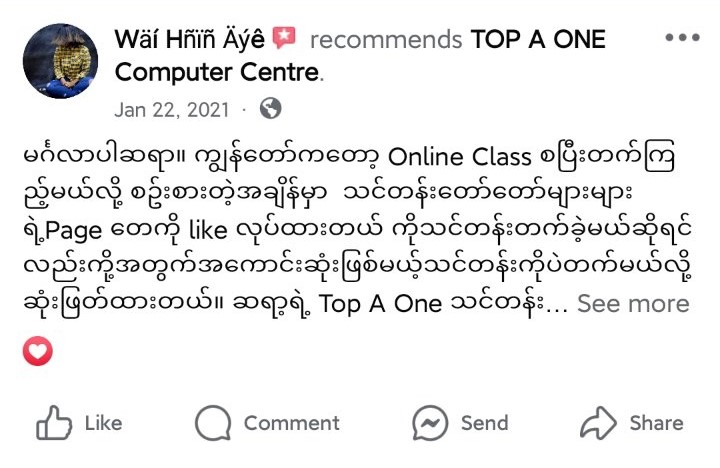 Wäí Hñïñ Äýê recommends TOP A ONE
Computer Centre.
Jan 22, 2021 ·
မင်္ဂလာပါဆရာ။ ကျွန်တော်ကတော့ Online Class စပြီးတက်ကြ
ည့်မယ်လို့ စဥ်းစားတဲ့အချိန်မှာ သင်တန်းတော်တော်များများ
ရဲ့Page တေကို like လုပ်ထားတယ် ကိုသင်တန်းတက်ခဲ့မယ်ဆိုရင်
လည်းကို့အတွက်အကောင်းဆုံးဖြစ်မယ့်သင်တန်းကိုပဲတက်မယ်လို့
ဆုံးဖြတ်ထားတယ်။ ဆရာ့ရဲ့ Top A One သင်တန်း... See more
Like Comment Send Share